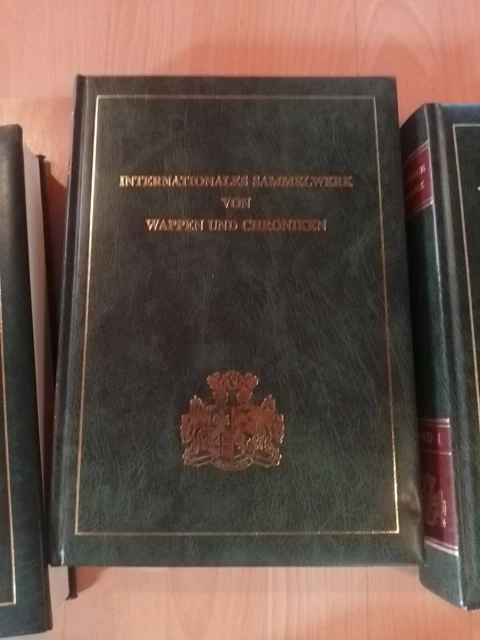 INTERNATIONALES SAMMELWERK
VON
WAPPEN UND CHRONIKEN